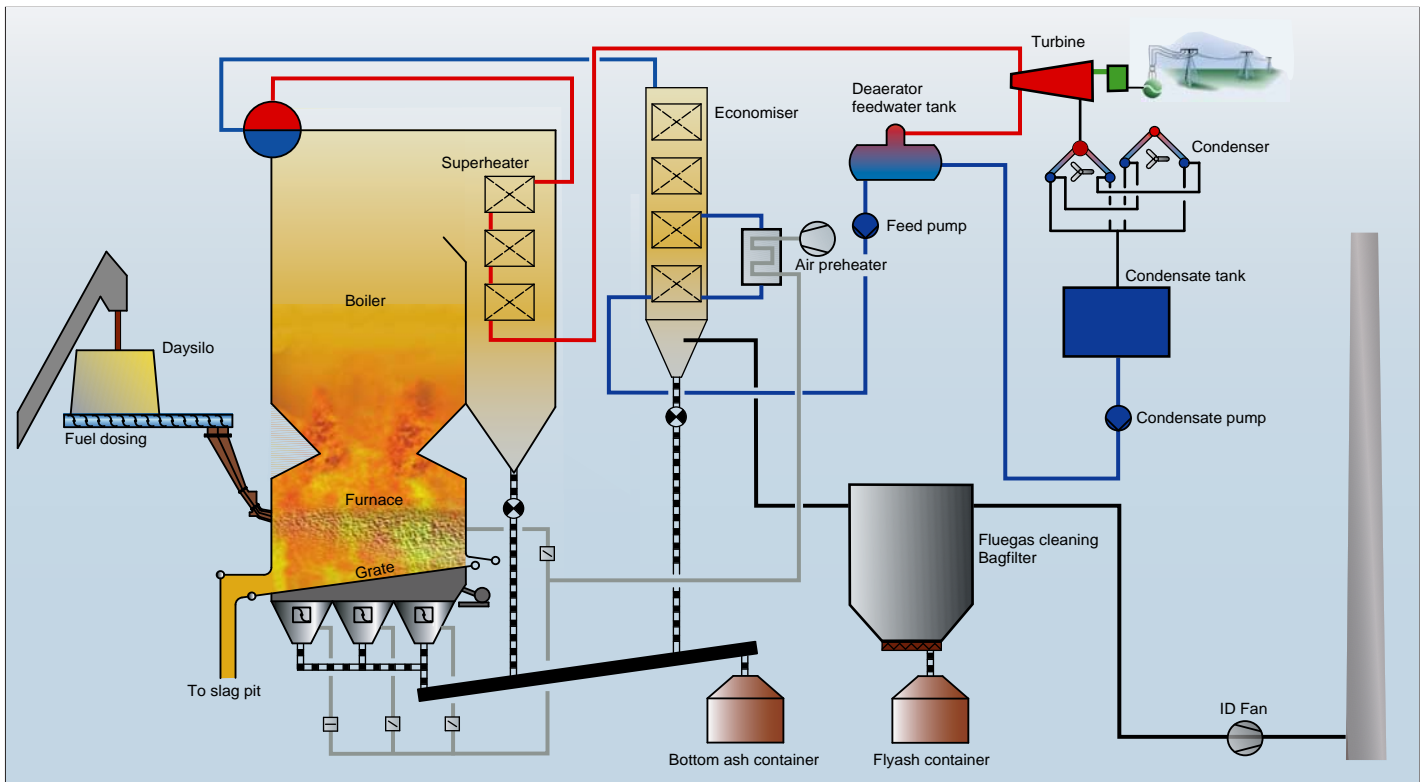 Turbine
Deaerator
feedwater tank
Economiser
Condenser
Superheater
Feed pump
Air preheater
Condensate tank
Boiler
Daysilo
Condensate pump
Fuel dosing
Furnace
Fluegas cleaning
Bagfilter
Grate
To slag pit
ID Fan
Bottom ash container
Flyash container